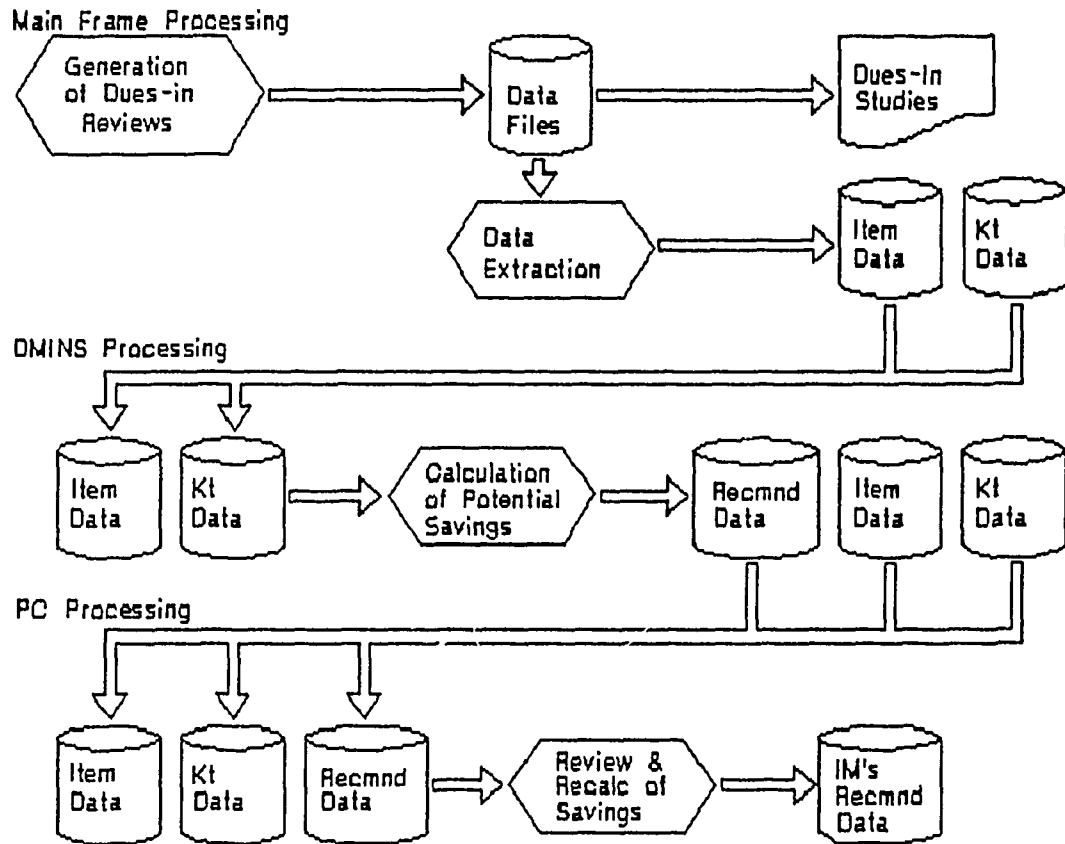 Main Frame Processing
Generation
of Dues-in
Reviews
Data
Files
Dues-In
Studies
Data
Extraction
Item
Data
Kt
Data
DMINS Processing
Item
Data
Kt
Data
Calculation
of Potential
Savings
Recmnd
Data
Item
Data
Kt
Data
PC Processing
Item
Data
Kt
Data
Recmnd
Data
Review &
Recalc of
Savings
IM's
Recmnd
Data